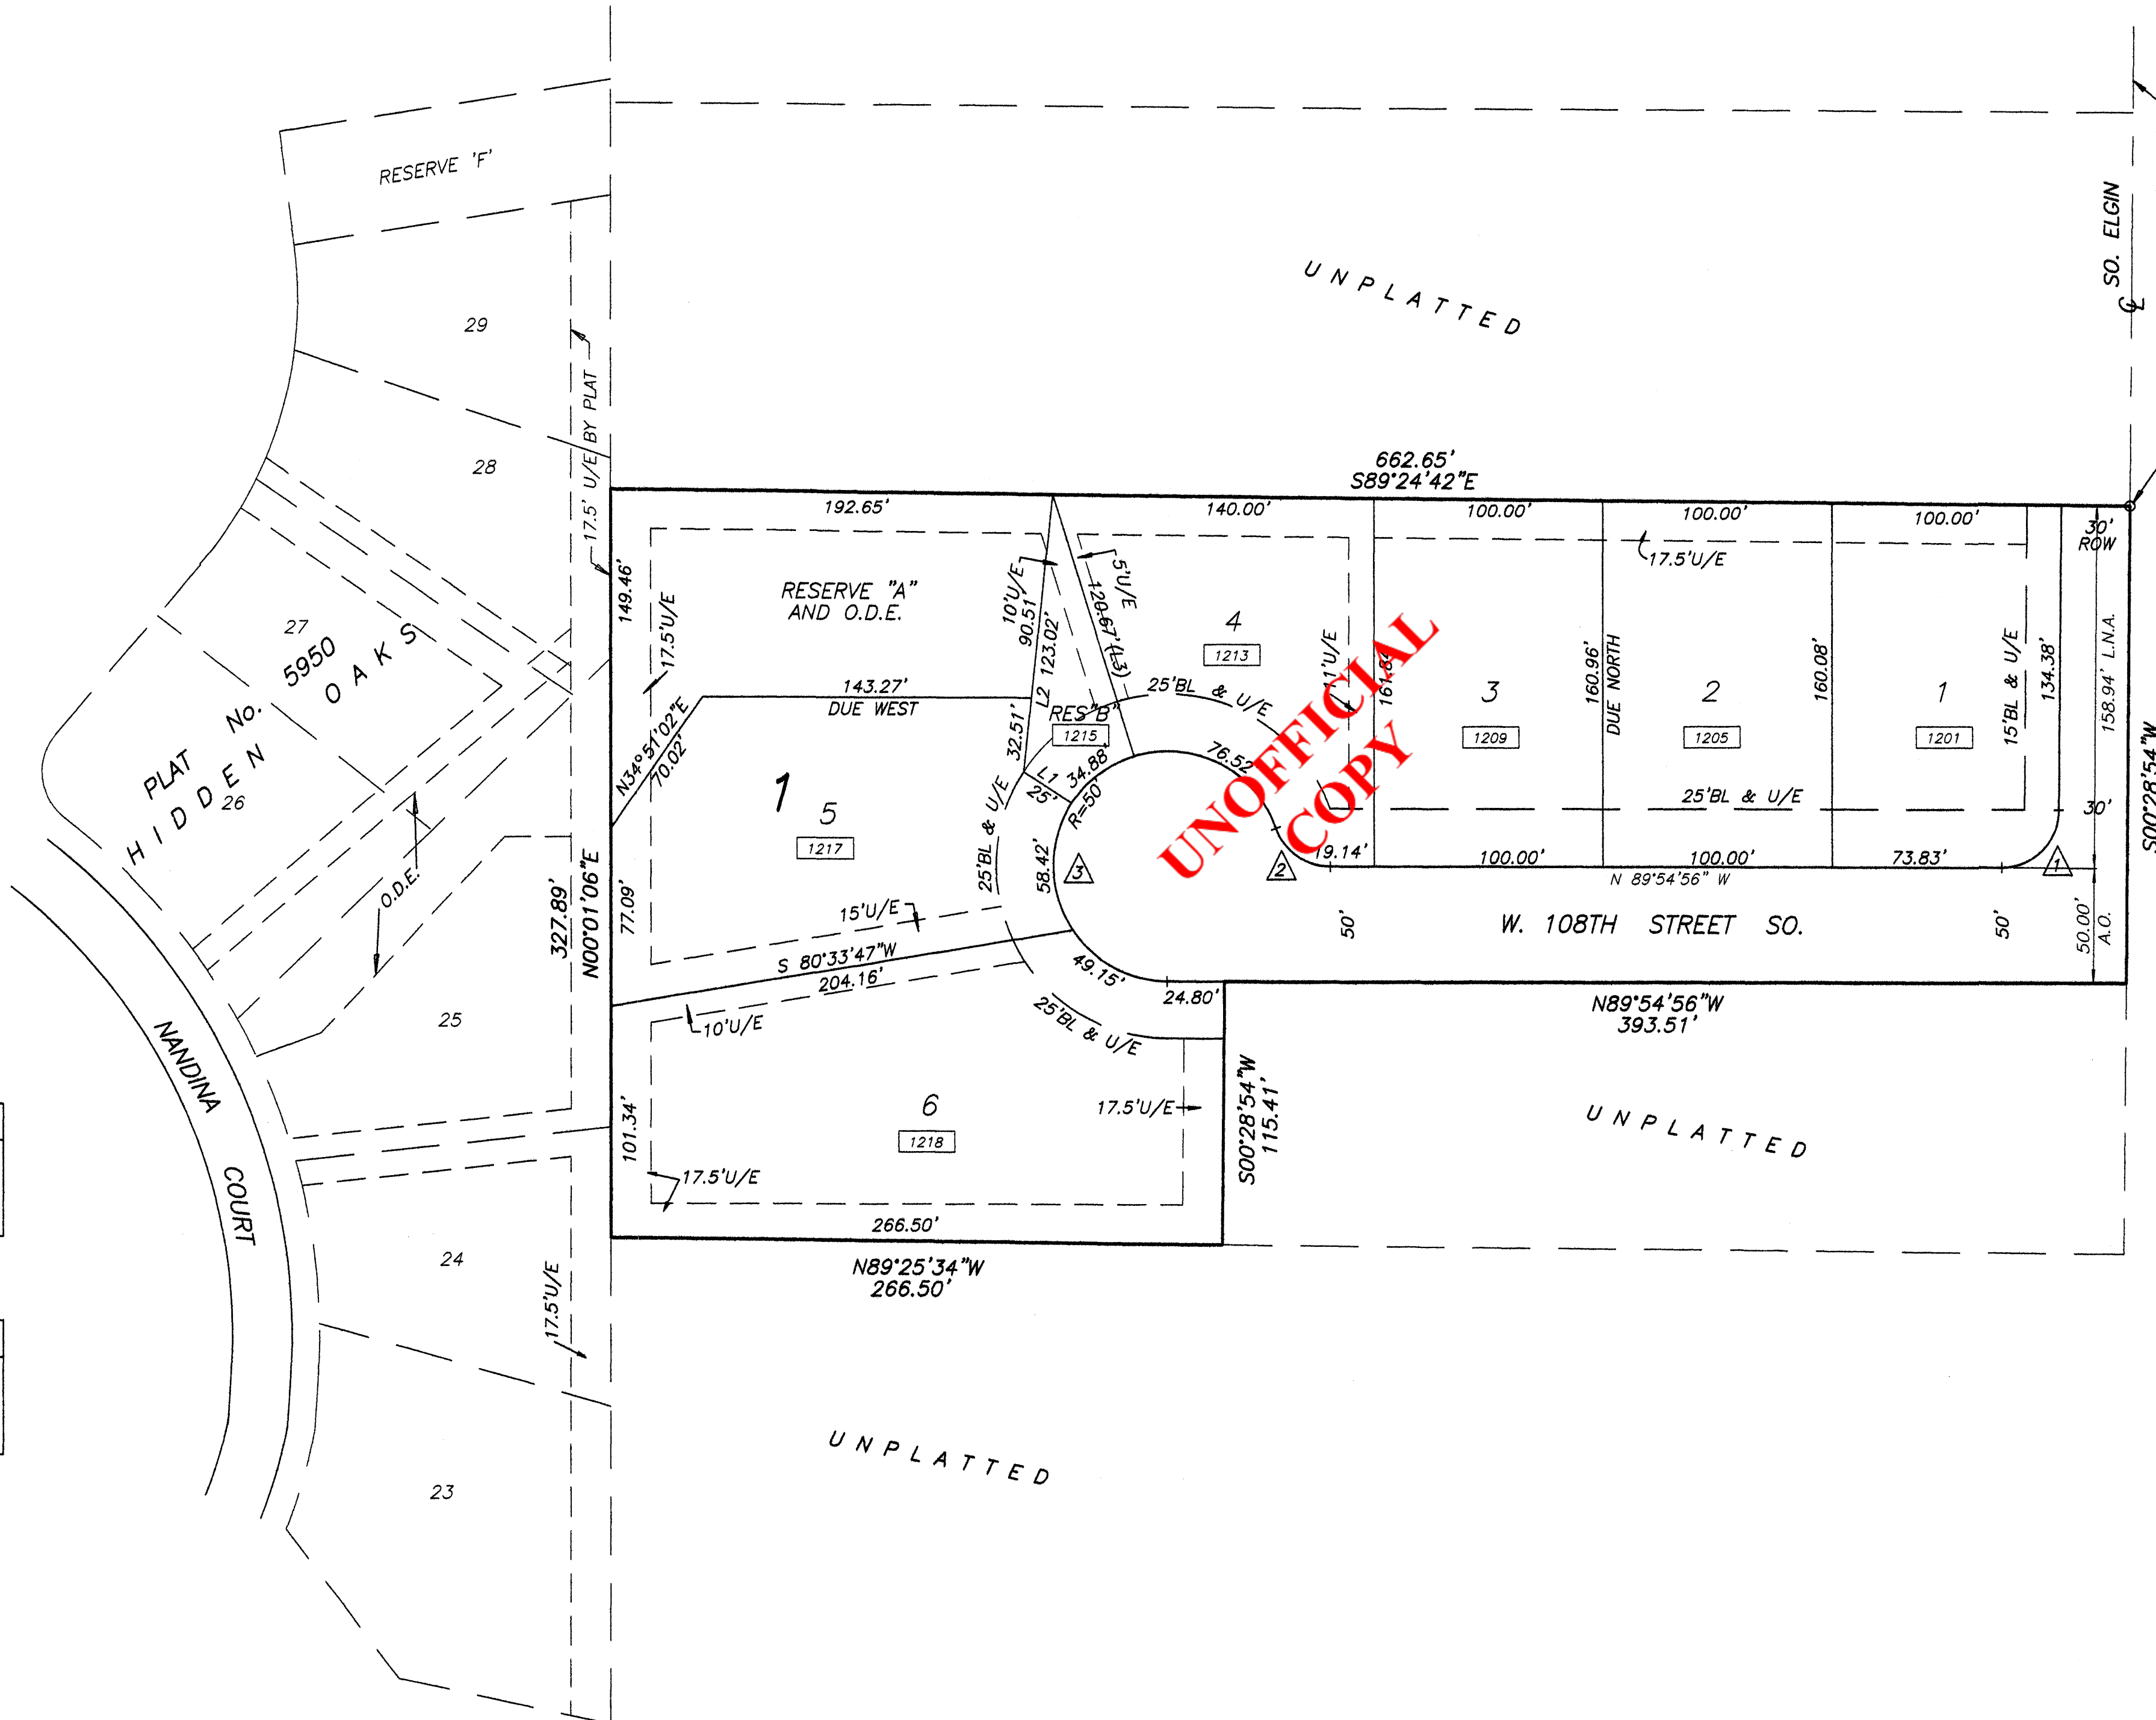 RESERVE 'F'
SO. ELGIN
UNPLATTED
29
28
17.5' U/E BY PLAT
27
PLAT No. 5950
HIDDEN OAKS
26
O.D.E.
25
NANDINA COURT
24
17.5'U/E
23
662.65'
S89°24'42"E
192.65'
140.00'
100.00'
100.00'
100.00'
30'
ROW
149.46'
17.5'U/E
RESERVE "A"
AND O.D.E.
10'U/E
90.51'
L2 123.02'
5'U/E
120.67'(L3)
4
1213
11'U/E
17.5'U/E
160.96'
DUE NORTH
160.08'
15'BL & U/E
134.38'
158.94' L.N.A.
S00°28'54"W
143.27'
DUE WEST
N34°51'02"E
70.02'
32.51'
RES"B"
1215
25'BL & U/E
3
1209
2
1205
1
1201
1
5
1217
L1
25'
34.88'
R=50'
76.52'
25'BL & U/E
58.42'
3
2
19.14'
25'BL & U/E
30'
100.00'
100.00'
73.83'
1
N 89°54'56" W
W. 108TH STREET SO.
50'
50'
50.00'
A.O.
327.89'
N00°01'06"E
77.09'
15'U/E
S 80°33'47"W
204.16'
49.15'
24.80'
N89°54'56"W
393.51'
10'U/E
25'BL & U/E
S00°28'54"W
115.41'
101.34'
6
1218
17.5'U/E
17.5'U/E
266.50'
N89°25'34"W
266.50'
UNPLATTED
UNPLATTED
UNOFFICIAL
COPY